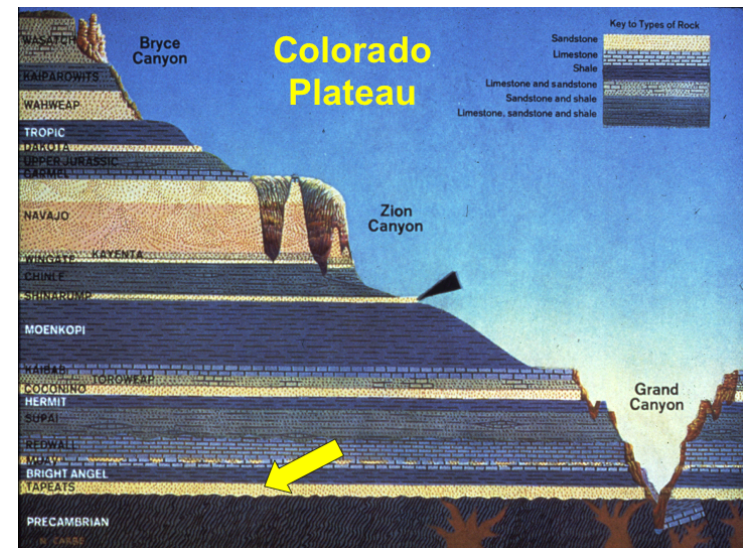 Colorado
Plateau
Bryce
Canyon
Zion
Canyon
Grand
Canyon
Key to Types of Rock
Sandstone
Limestone
Shale
Limestone and sandstone
Sandstone and shale
Limestone, sandstone and shale
WASATCH
KAIPAROWITS
WAHWEAP
TROPIC
DAKOTA
UPPER JURASSIC
CARMEL
NAVAJO
KAYENTA
WINGATE
CHINLE
SHINARUMP
MOENKOPI
KAIBAB
TOROWEAP
COCONINO
HERMIT
SUPAI
REDWALL
MUAV
BRIGHT ANGEL
TAPEATS
PRECAMBRIAN